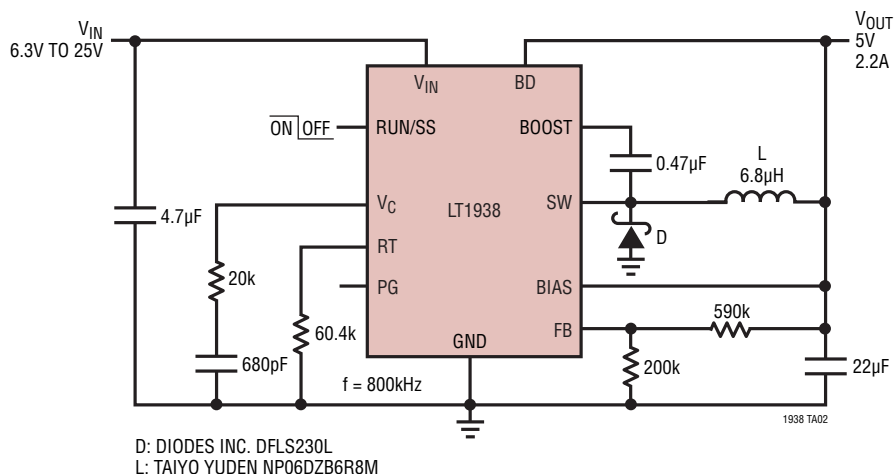 VIN
6.3V TO 25V
VOUT
5V
2.2A
VIN
BD
ON OFF
RUN/SS
BOOST
0.47µF
L
6.8µH
4.7µF
VC
LT1938
SW
D
20k
RT
PG
BIAS
60.4k
590k
FB
GND
680pF
f = 800kHz
200k
22µF
1938 TA02
D: DIODES INC. DFLS230L
L: TAIYO YUDEN NP06DZB6R8M